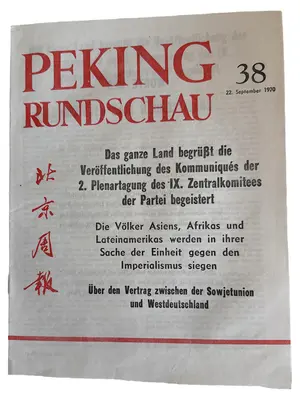 PEKING
RUNDSCHAU
38
22. September 1970
Das ganze Land begrüßt die
Veröffentlichung des Kommuniqués der
2. Plenartagung des IX. Zentralkomitees
der Partei begeistert
Die Völker Asiens, Afrikas und
Lateinamerikas werden in ihrer
Sache der Einheit gegen den
Imperialismus siegen
Über den Vertrag zwischen der Sowjetunion
und Westdeutschland
北京周报